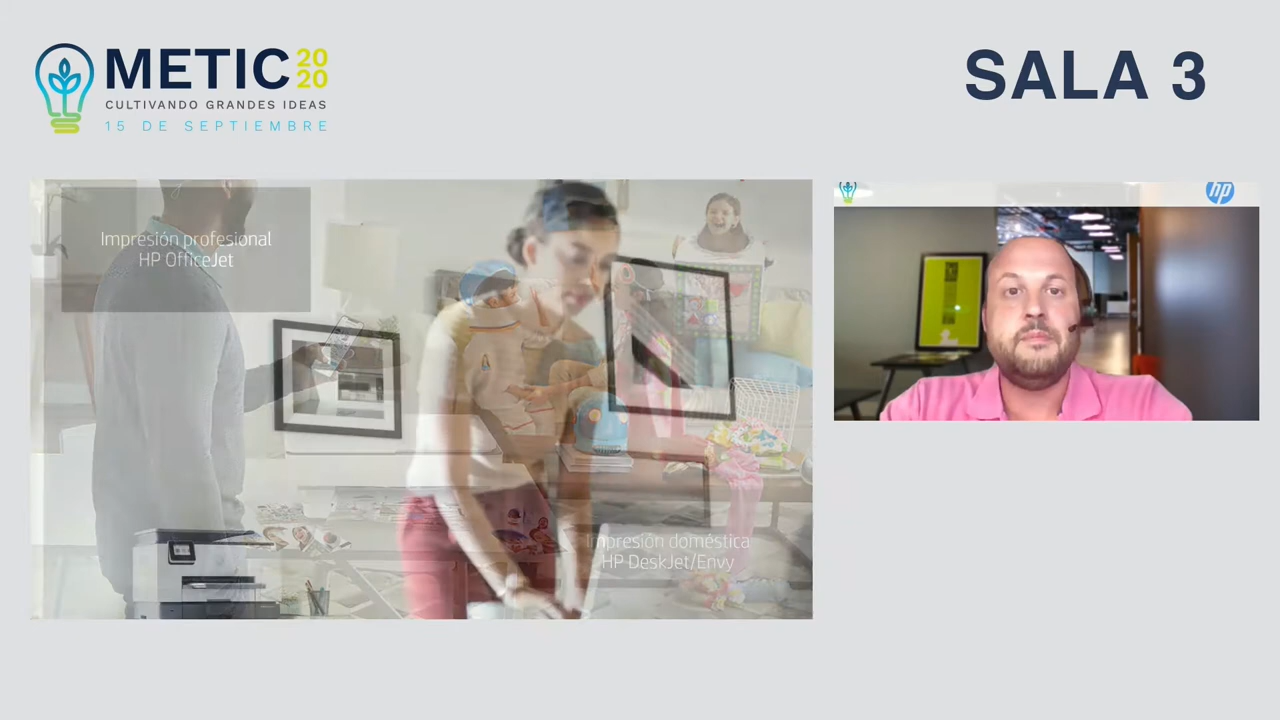 METIC 20
20
CULTIVANDO GRANDES IDEAS
15 DE SEPTIEMBRE
SALA 3
hp
Impresión profesional
HP OfficeJet
Impresión doméstica
HP DeskJet/Envy